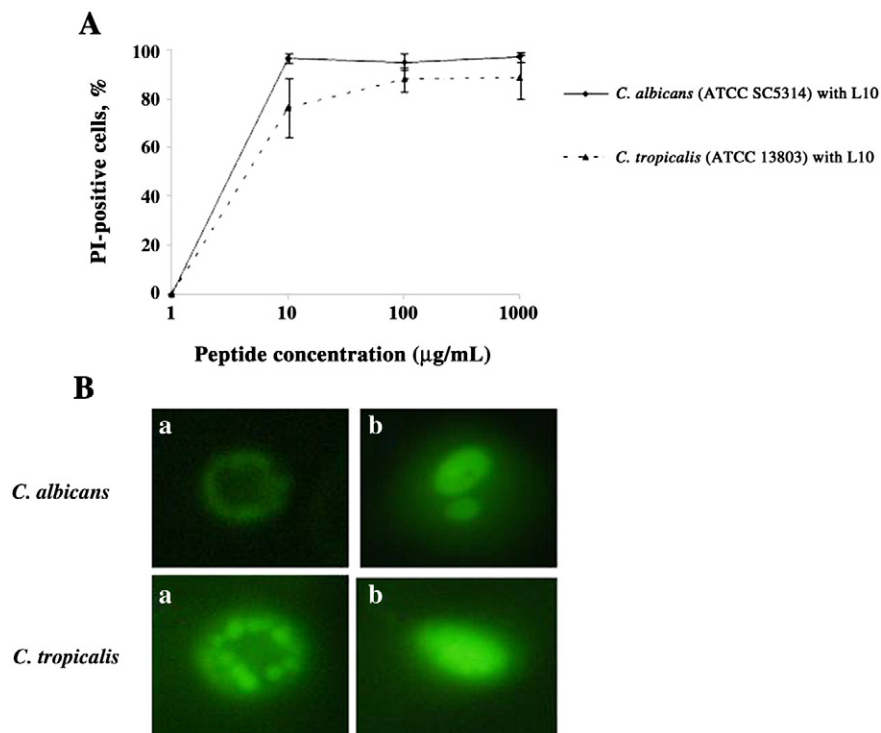 A
PI-positive cells, %
100
80
60
40
20
0
1 10 100 1000
Peptide concentration (µg/mL)
C. albicans (ATCC SC5314) with L10
C. tropicalis (ATCC 13803) with L10
B
a b
C. albicans
a b
C. tropicalis